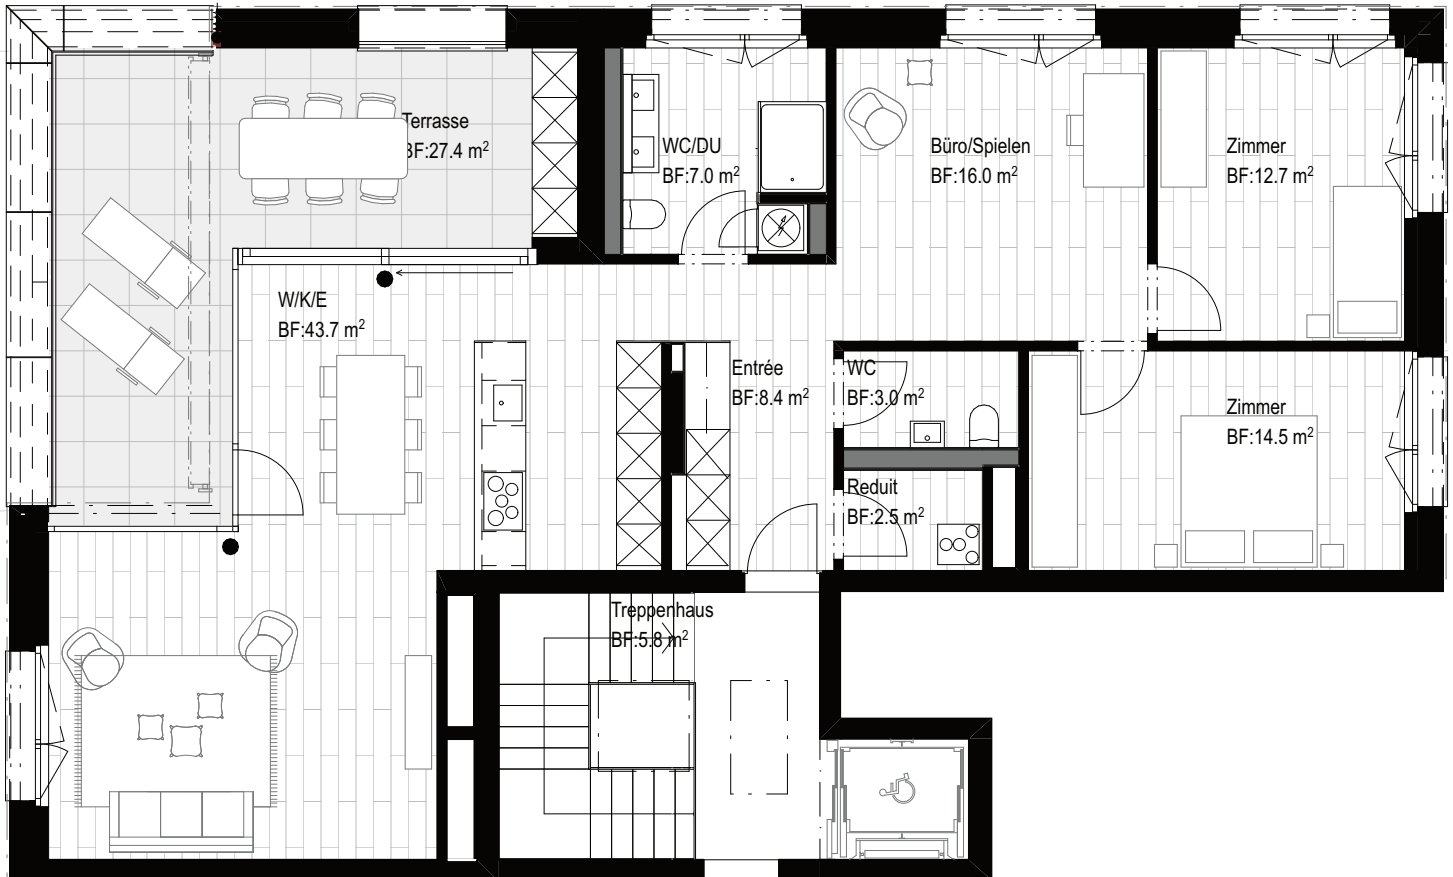 Terrasse
BF:27.4 m²
WC/DU
BF:7.0 m²
Büro/Spielen
BF:16.0 m²
Zimmer
BF:12.7 m²
W/K/E
BF:43.7 m²
Entrée
BF:8.4 m²
WC
BF:3.0 m²
Zimmer
BF:14.5 m²
Reduit
BF:2.5 m²
Treppenhaus
BF:5.8 m²